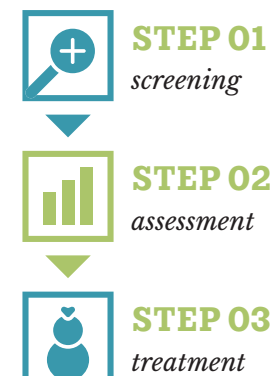 STEP 01
screening
STEP 02
assessment
STEP 03
treatment